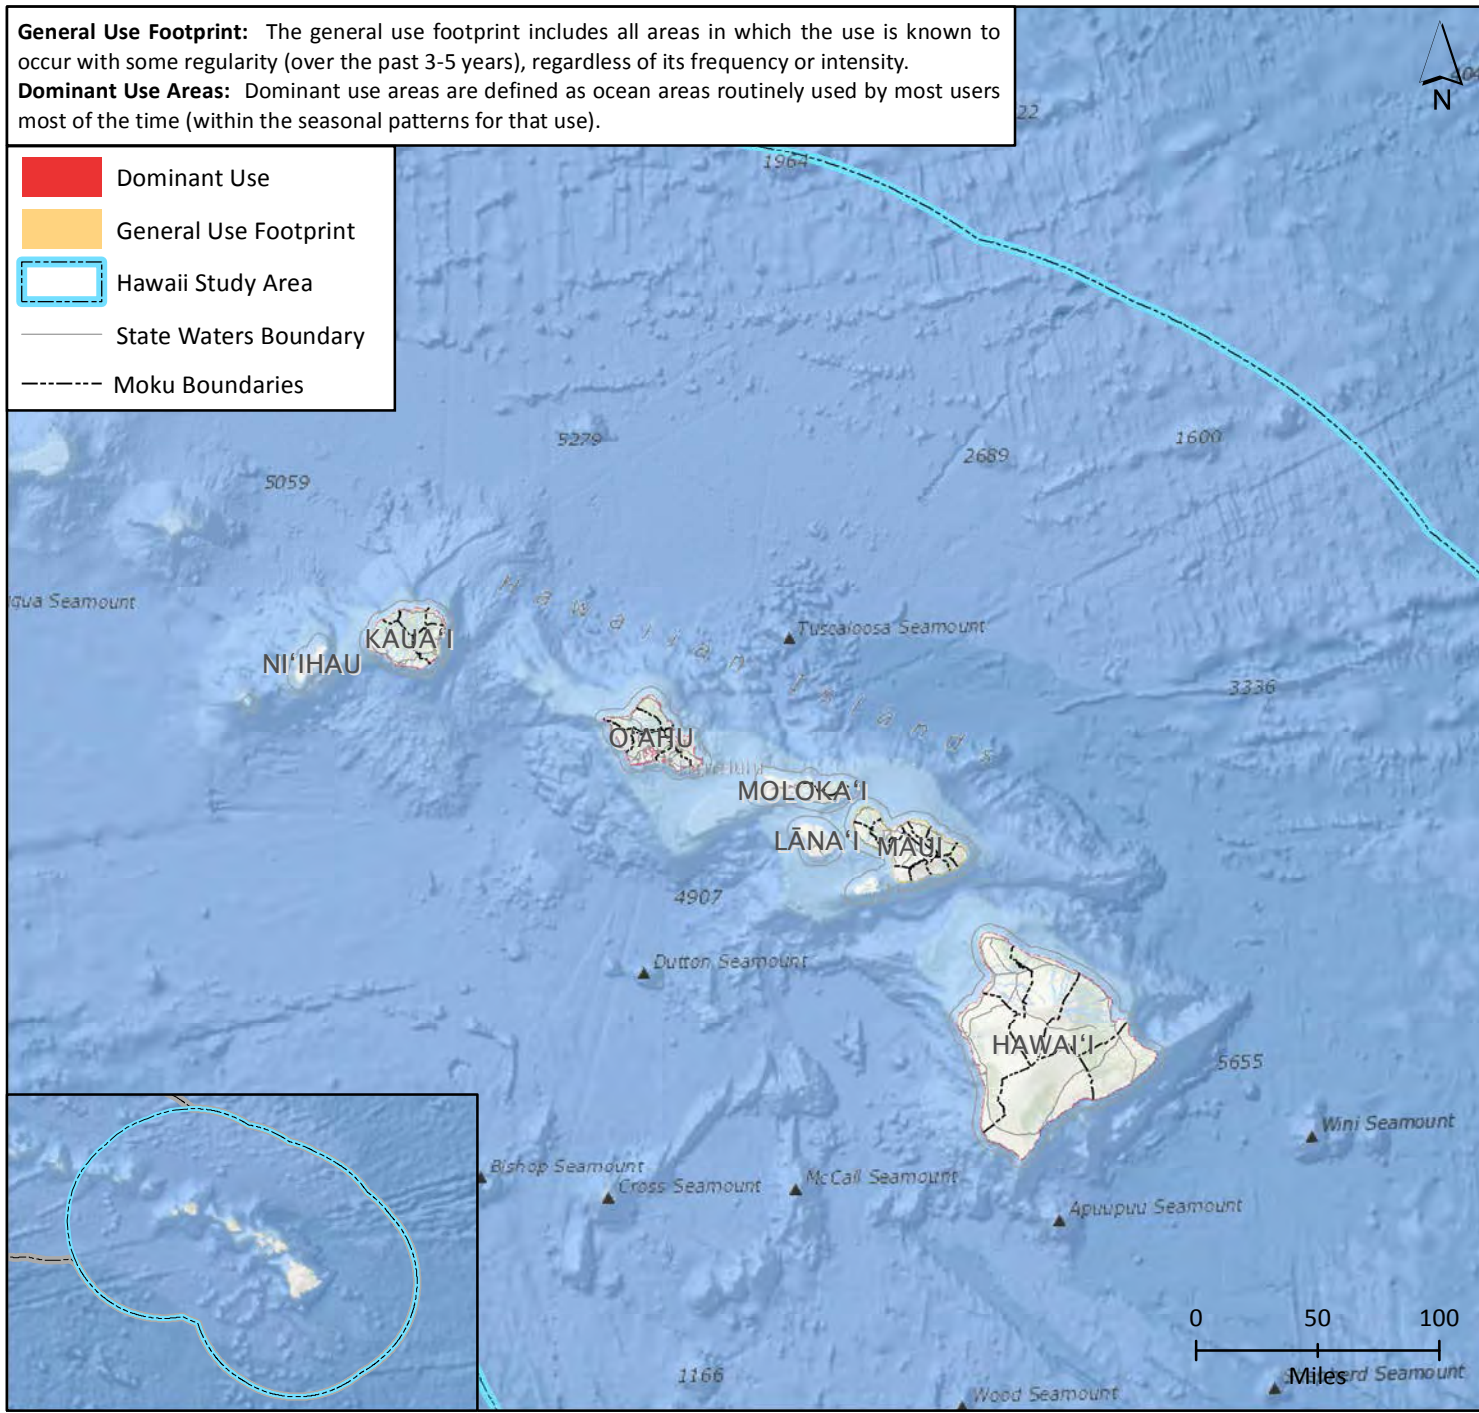 General Use Footprint: The general use footprint includes all areas in which the use is known to
occur with some regularity (over the past 3-5 years), regardless of its frequency or intensity.
Dominant Use Areas: Dominant use areas are defined as ocean areas routinely used by most users
most of the time (within the seasonal patterns for that use).
N
22
1964
Dominant Use
General Use Footprint
Hawaii Study Area
State Waters Boundary
Moku Boundaries
5279
5059
2689
1600
Hawaiian Islands
Seamount
Tuscaloosa Seamount
KAUAʻI
NIʻIHAU
3336
OʻAHU
Honolulu
MOLOKAʻI
LĀNAʻI
MAUI
4907
Dutton Seamount
HAWAIʻI
5655
Wini Seamount
Bishop Seamount
Cross Seamount
McCall Seamount
Apuupuu Seamount
0 50 100
Miles
Shepherd Seamount
1166
Wood Seamount